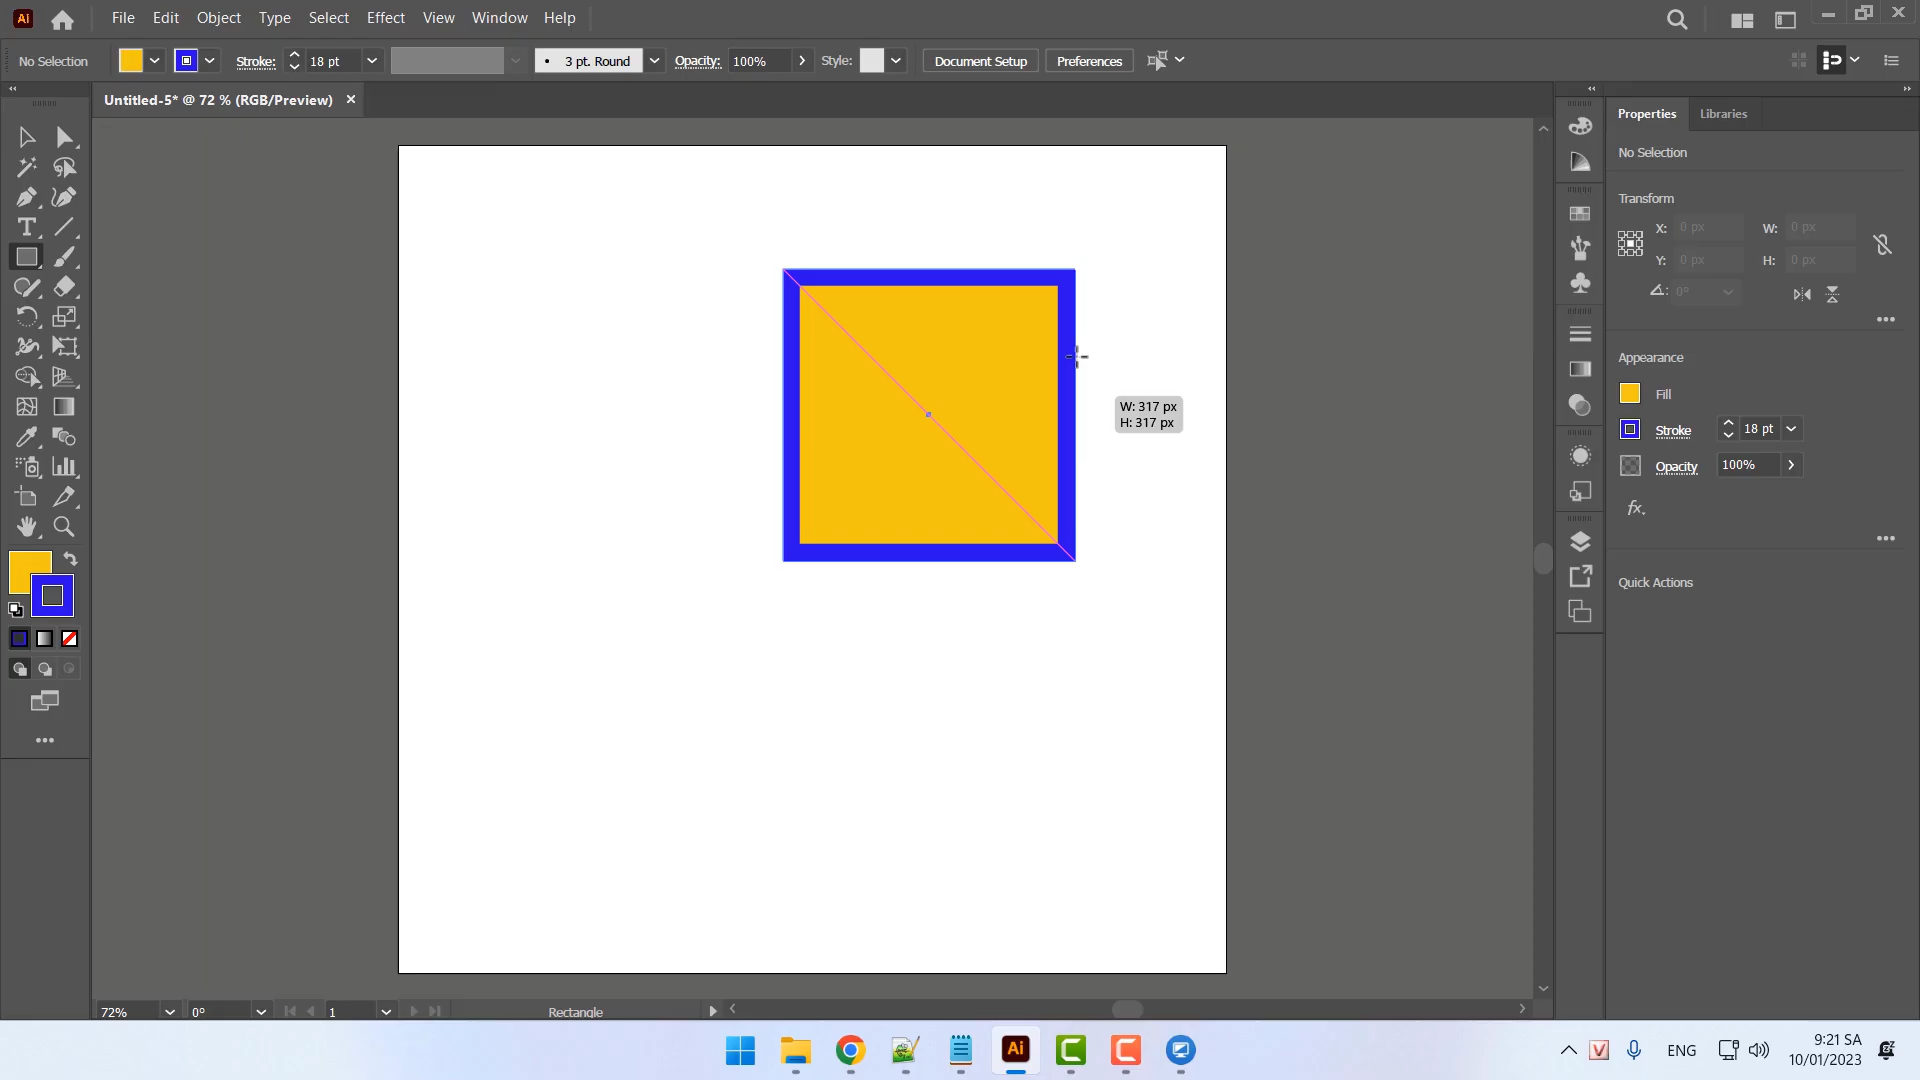 Ai File Edit Object Type Select Effect View Window Help
No Selection Stroke: 18 pt 3 pt. Round Opacity: 100% Style: Document Setup Preferences
Untitled-5* @ 72 % (RGB/Preview)
Properties Libraries
No Selection
Transform
X: 0 px W: 0 px
Y: 0 px H: 0 px
0°
Appearance
Fill
Stroke 18 pt
Opacity 100%
fx.
Quick Actions
W: 317 px
H: 317 px
72% 0° 1 Rectangle
Ai
ENG
9:21 SA
10/01/2023